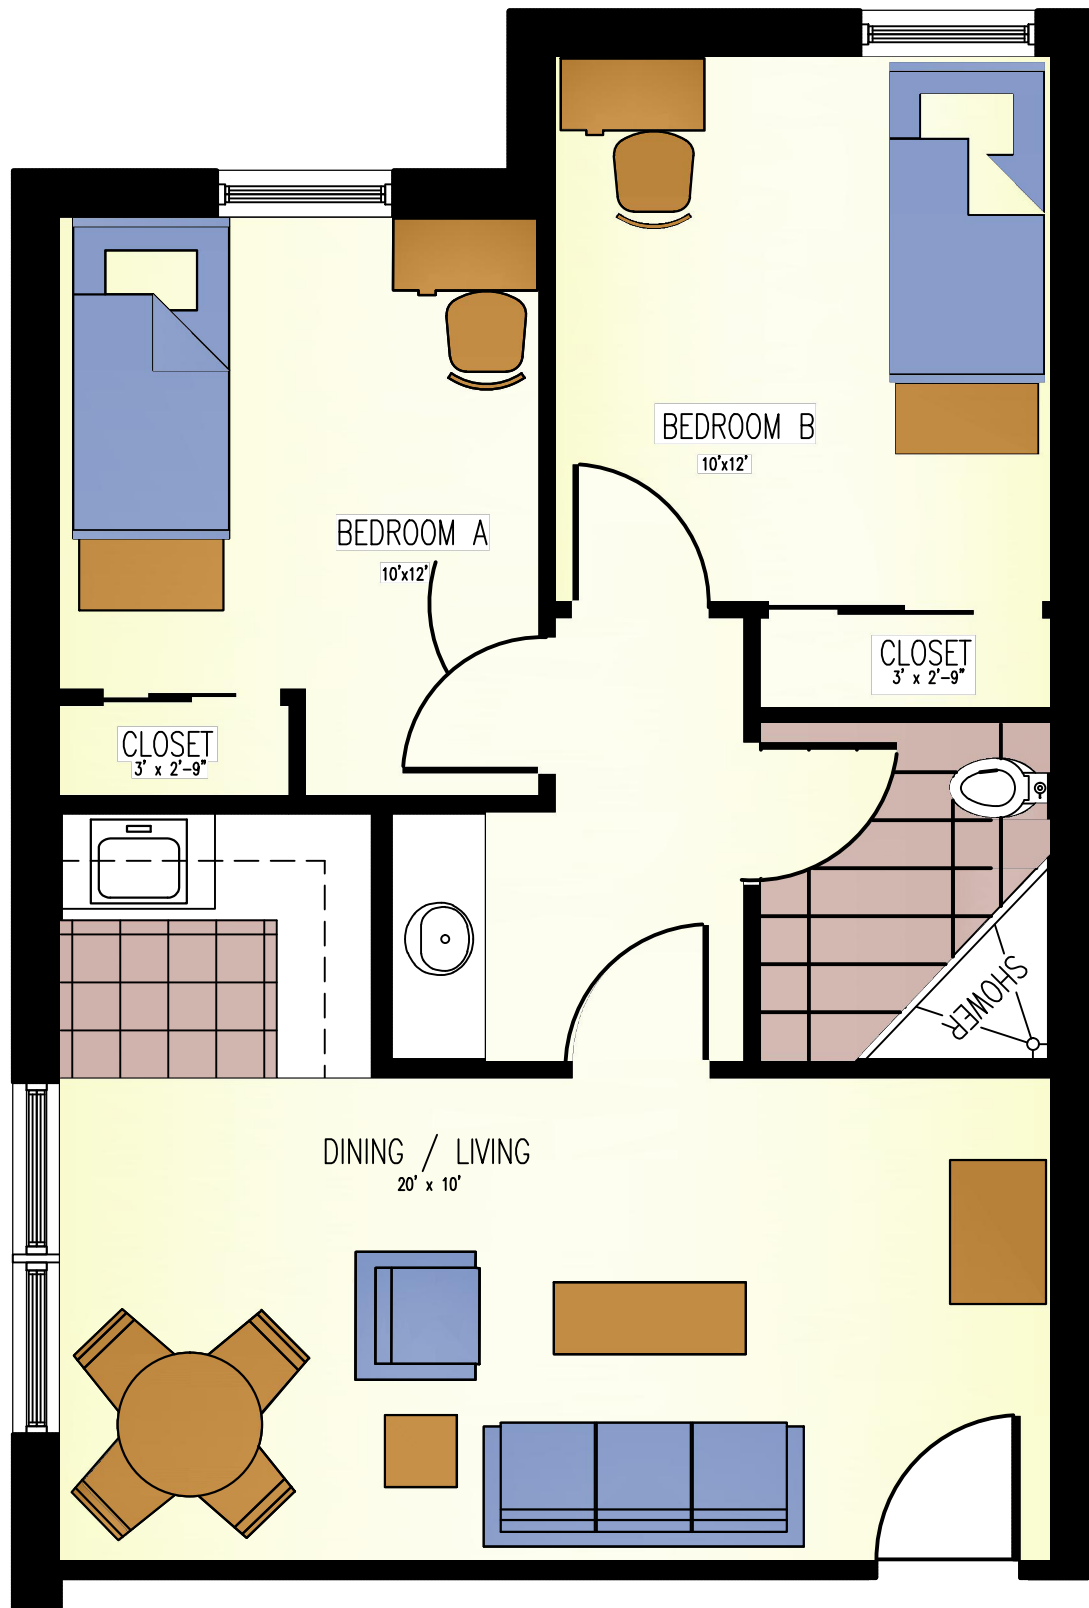 BEDROOM B
10'x12'
BEDROOM A
10'x12'
CLOSET
3' x 2'-9"
CLOSET
3' x 2'-9"
SHOWER
DINING / LIVING
20' x 10'